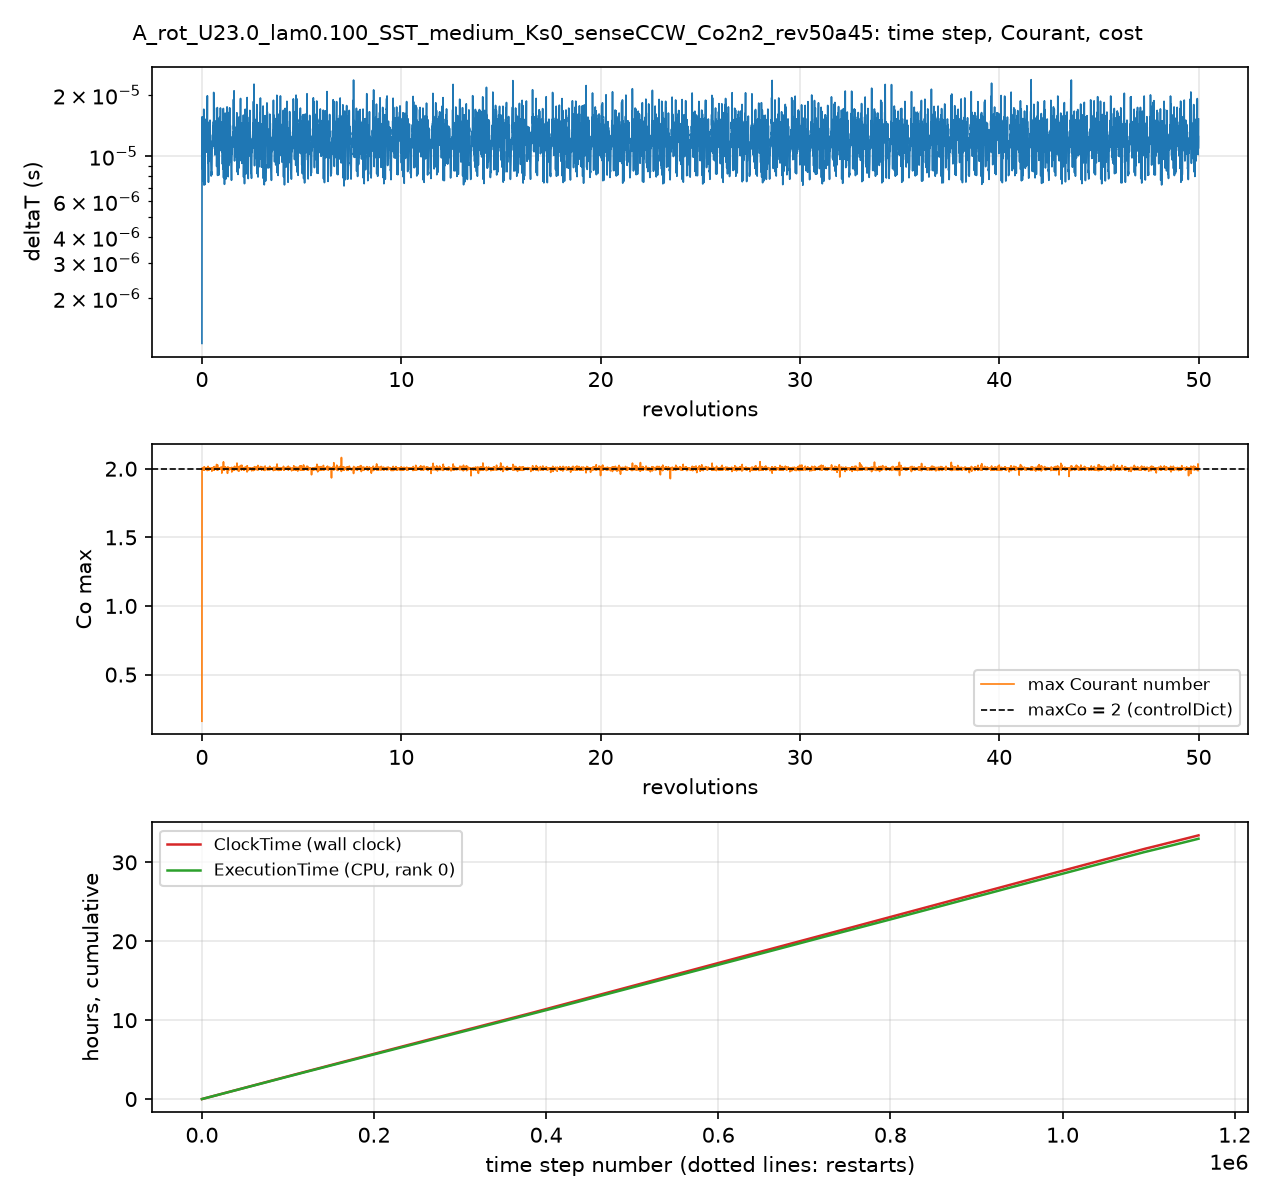 A_rot_U23.0_lam0.100_SST_medium_Ks0_senseCCW_Co2n2_rev50a45: time step, Courant, cost
deltaT (s)
2 × 10⁻⁵
10⁻⁵
6 × 10⁻⁶
4 × 10⁻⁶
3 × 10⁻⁶
2 × 10⁻⁶
0 10 20 30 40 50
revolutions
Co max
2.0
1.5
1.0
0.5
max Courant number
maxCo = 2 (controlDict)
0 10 20 30 40 50
revolutions
hours, cumulative
30
20
10
0
ClockTime (wall clock)
ExecutionTime (CPU, rank 0)
0.0 0.2 0.4 0.6 0.8 1.0 1.2
1e6
time step number (dotted lines: restarts)